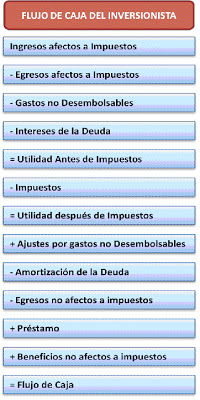 FLUJO DE CAJA DEL INVERSIONISTA
Ingresos afectos a Impuestos
- Egresos afectos a Impuestos
- Gastos no Desembolsables
- Intereses de la Deuda
= Utilidad Antes de Impuestos
- Impuestos
= Utilidad después de Impuestos
+ Ajustes por gastos no Desembolsables
- Amortización de la Deuda
- Egresos no afectos a impuestos
+ Préstamo
+ Beneficios no afectos a impuestos
= Flujo de Caja